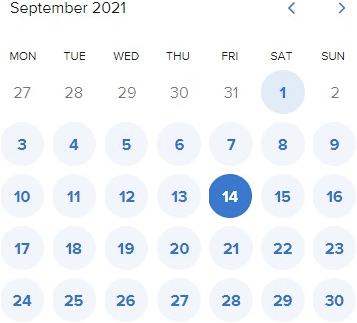 September 2021
MON TUE WED THU FRI SAT SUN
27 28 29 30 31 1 2
3 4 5 6 7 8 9
10 11 12 13 14 15 16
17 18 19 20 21 22 23
24 25 26 27 28 29 30